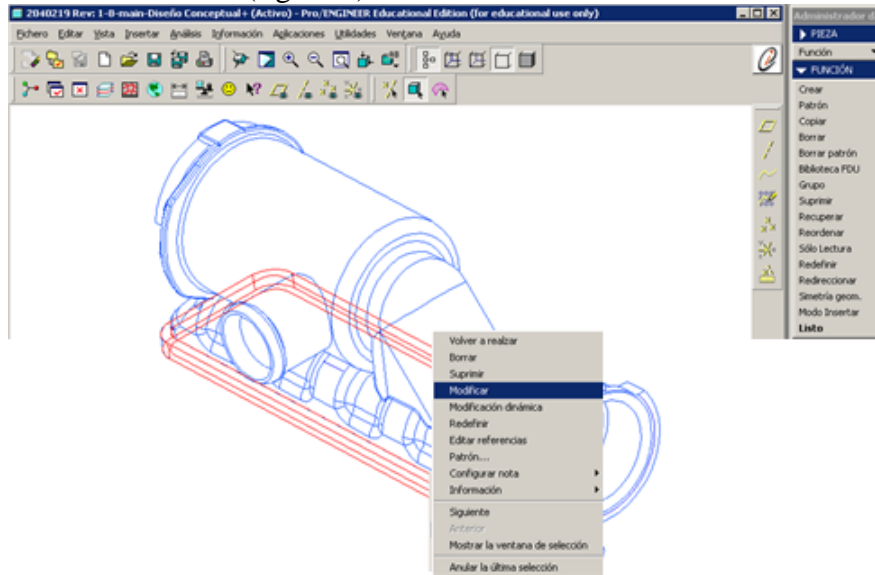 2040219 Rev: 1-0-main-Diseño Conceptual+ (Activo) - Pro/ENGINEER Educational Edition (for educational use only)
Fichero Editar Vista Insertar Análisis Información Aplicaciones Utilidades Ventana Ayuda
Administrador d
PIEZA
Función
FUNCIÓN
Crear
Patrón
Copiar
Borrar
Borrar patrón
Biblioteca FDU
Grupo
Suprimir
Recuperar
Reordenar
Sólo Lectura
Redefinir
Redireccionar
Simetría geom.
Modo Insertar
Listo
Volver a realzar
Borrar
Suprimir
Modificar
Modificación dinámica
Redefinir
Editar referencias
Patrón...
Configurar nota
Información
Siguiente
Anterior
Mostrar la ventana de selección
Anular la última selección